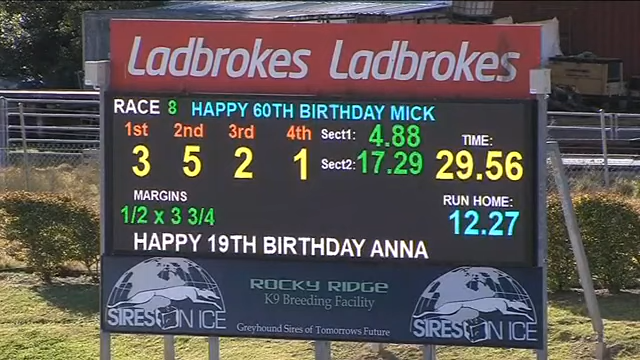 Ladbrokes Ladbrokes
RACE 8 HAPPY 60TH BIRTHDAY MICK
1st 2nd 3rd 4th Sect1: 4.88 TIME:
3 5 2 1 Sect2: 17.29 29.56
MARGINS RUN HOME:
1/2 x 3 3/4 12.27
HAPPY 19TH BIRTHDAY ANNA
ROCKY RIDGE
K9 Breeding Facility
SIRES ON ICE SIRES ON ICE
Greyhound Sires of Tomorrows Future